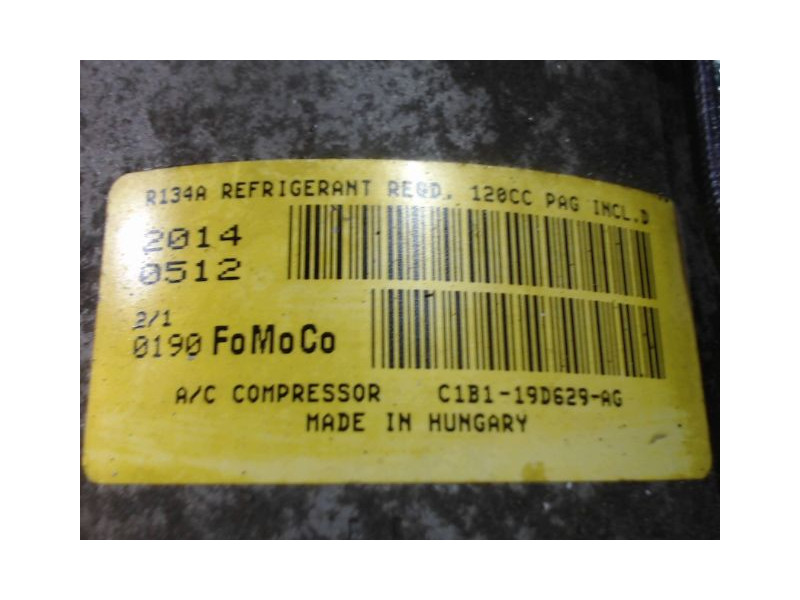 R134A REFRIGERANT REQD. 120CC PAG INCL.D
2014
0512
2/1
0190 FoMoCo
A/C COMPRESSOR C1B1-19D629-AG
MADE IN HUNGARY